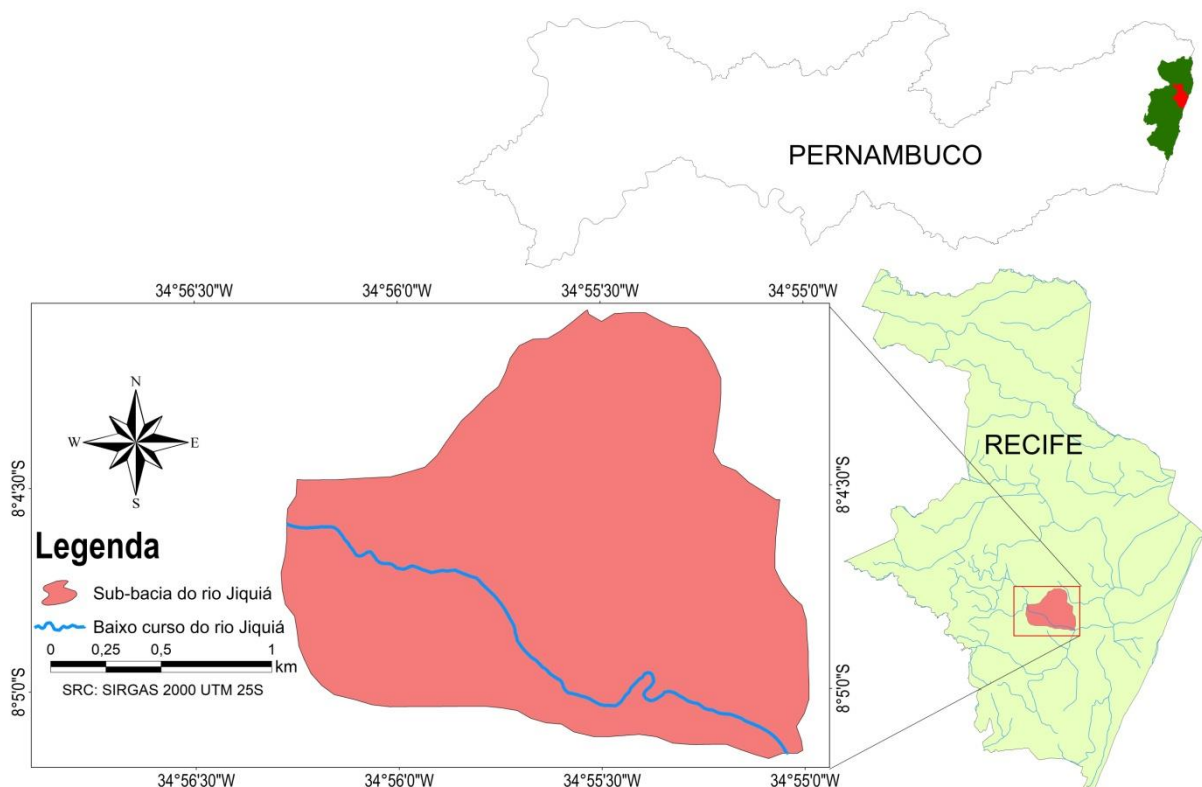 PERNAMBUCO
34°56'30"W 34°56'0"W 34°55'30"W 34°55'0"W
RECIFE
N
W E
S
8°4'30"S 8°4'30"S
Legenda
Sub-bacia do rio Jiquiá
Baixo curso do rio Jiquiá
0 0,25 0,5 1
km
SRC: SIRGAS 2000 UTM 25S
8°5'0"S 8°5'0"S
34°56'30"W 34°56'0"W 34°55'30"W 34°55'0"W